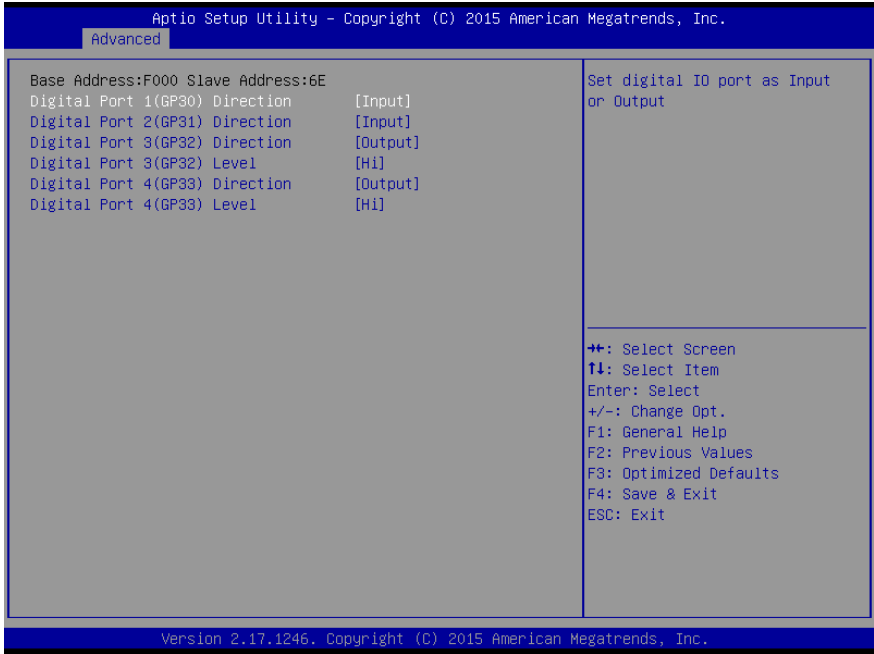 Aptio Setup Utility – Copyright (C) 2015 American Megatrends, Inc.
Advanced
Base Address:F000 Slave Address:6E
Digital Port 1(GP30) Direction [Input]
Digital Port 2(GP31) Direction [Input]
Digital Port 3(GP32) Direction [Output]
Digital Port 3(GP32) Level [Hi]
Digital Port 4(GP33) Direction [Output]
Digital Port 4(GP33) Level [Hi]
Set digital IO port as Input
or Output
→←: Select Screen
↑↓: Select Item
Enter: Select
+/-: Change Opt.
F1: General Help
F2: Previous Values
F3: Optimized Defaults
F4: Save & Exit
ESC: Exit
Version 2.17.1246. Copyright (C) 2015 American Megatrends, Inc.